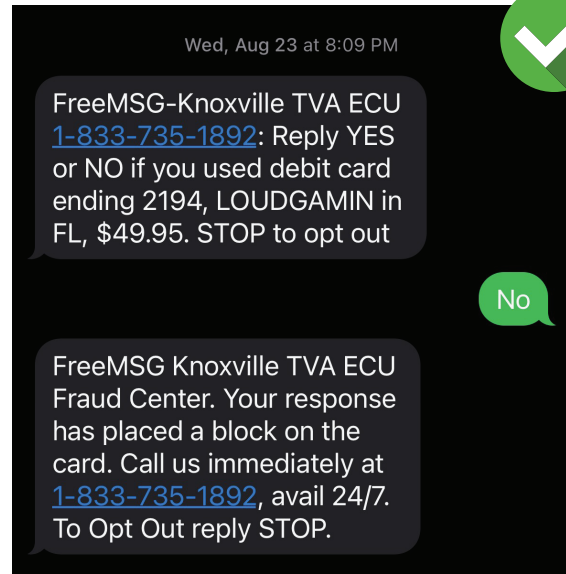 Wed, Aug 23 at 8:09 PM
FreeMSG-Knoxville TVA ECU
1-833-735-1892: Reply YES
or NO if you used debit card
ending 2194, LOUDGAMIN in
FL, $49.95. STOP to opt out
No
FreeMSG Knoxville TVA ECU
Fraud Center. Your response
has placed a block on the
card. Call us immediately at
1-833-735-1892, avail 24/7.
To Opt Out reply STOP.